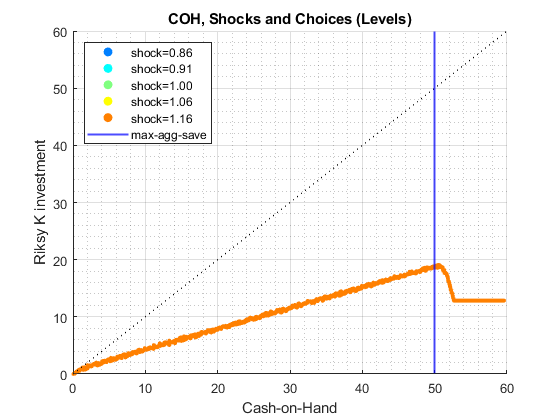 COH, Shocks and Choices (Levels)
60
50
40
30
20
10
0
Riksy K investment
shock=0.86
shock=0.91
shock=1.00
shock=1.06
shock=1.16
max-agg-save
0 10 20 30 40 50 60
Cash-on-Hand